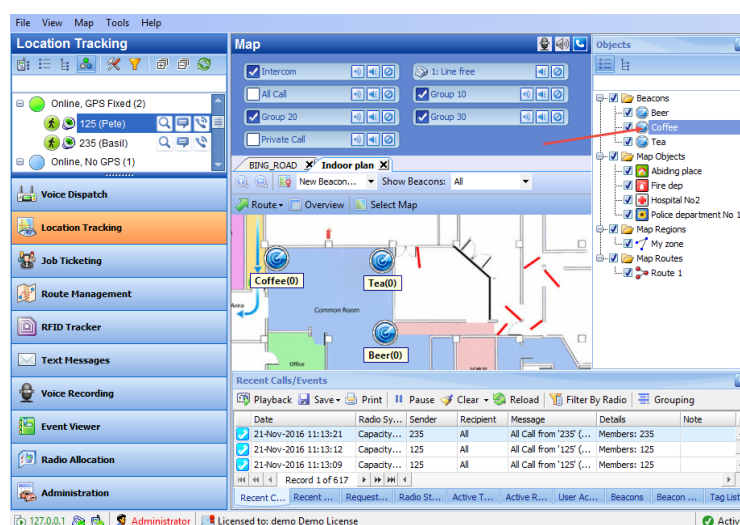 File View Map Tools Help
Location Tracking
Online, GPS Fixed (2)
125 (Pete)
235 (Basil)
Online, No GPS (1)
Voice Dispatch
Location Tracking
Job Ticketing
Route Management
RFID Tracker
Text Messages
Voice Recording
Event Viewer
Radio Allocation
Administration
Map
Intercom
1: Line free
All Call
Group 10
Group 20
Group 30
Private Call
BING_ROAD X Indoor plan X
New Beacon... Show Beacons: All
Route Overview Select Map
Coffee(0)
Tea(0)
Area
Common Room
Beer(0)
Office
Objects
Beacons
Beer
Coffee
Tea
Map Objects
Abiding place
Fire dep
Hospital No2
Police department No 1
Map Regions
My zone
Map Routes
Route 1
Recent Calls/Events
Playback Save Print Pause Clear Reload Filter By Radio Grouping
Date Radio Sy... Sender Recipient Message Details Note
21-Nov-2016 11:13:21 Capacity... 235 All All Call from '235' (... Members: 235
21-Nov-2016 11:13:12 Capacity... 125 All All Call from '125' (... Members: 125
21-Nov-2016 11:13:09 Capacity... 125 All All Call from '125' (... Members: 125
Record 1 of 617
Recent C... Recent ... Request... Radio St... Active T... Active R... User Ac... Beacons Beacon ... Tag List
127.0.0.1 Administrator Licensed to: demo Demo License Activ